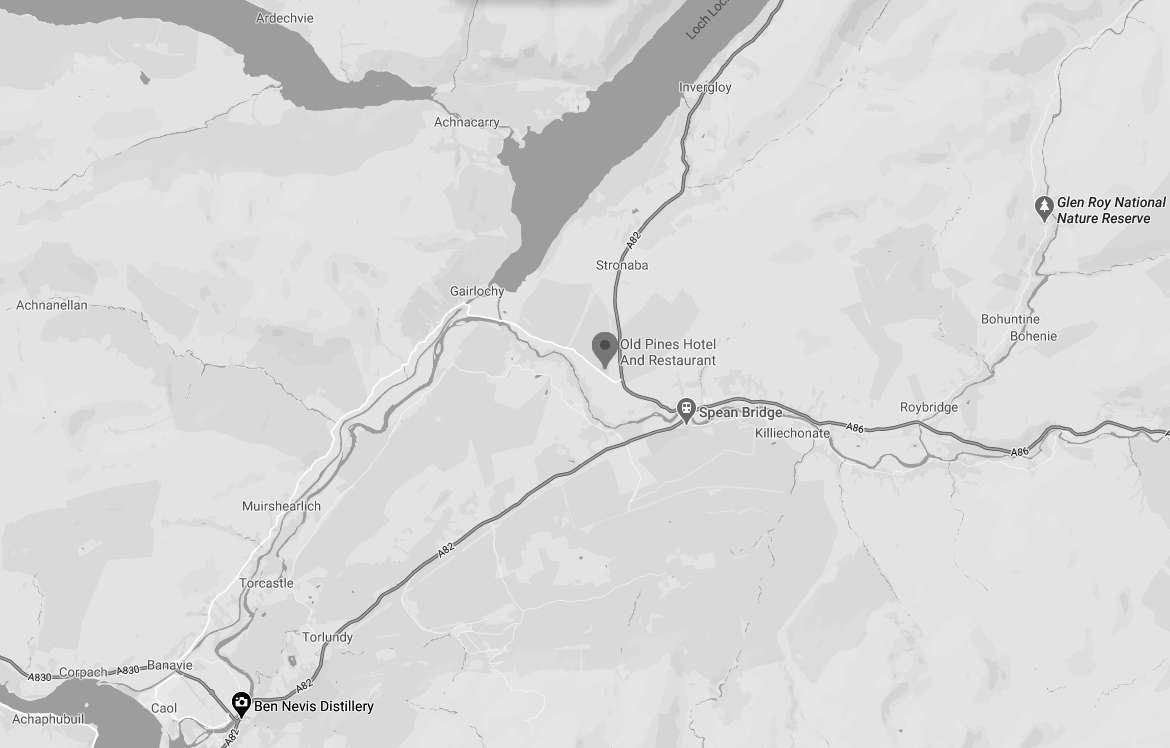 Ardechvie
Loch Loc
Invergloy
Achnacarry
Glen Roy National
Nature Reserve
A82
Stronaba
Gairlochy
Achnanellan
Bohuntine
Bohenie
Old Pines Hotel
And Restaurant
Roybridge
Spean Bridge
Killiechonate
A86
A86
Muirshearlich
A82
Torcastle
Torlundy
Banavie
Corpach
A830
A830
A82
Caol
Ben Nevis Distillery
Achaphubuil
A82